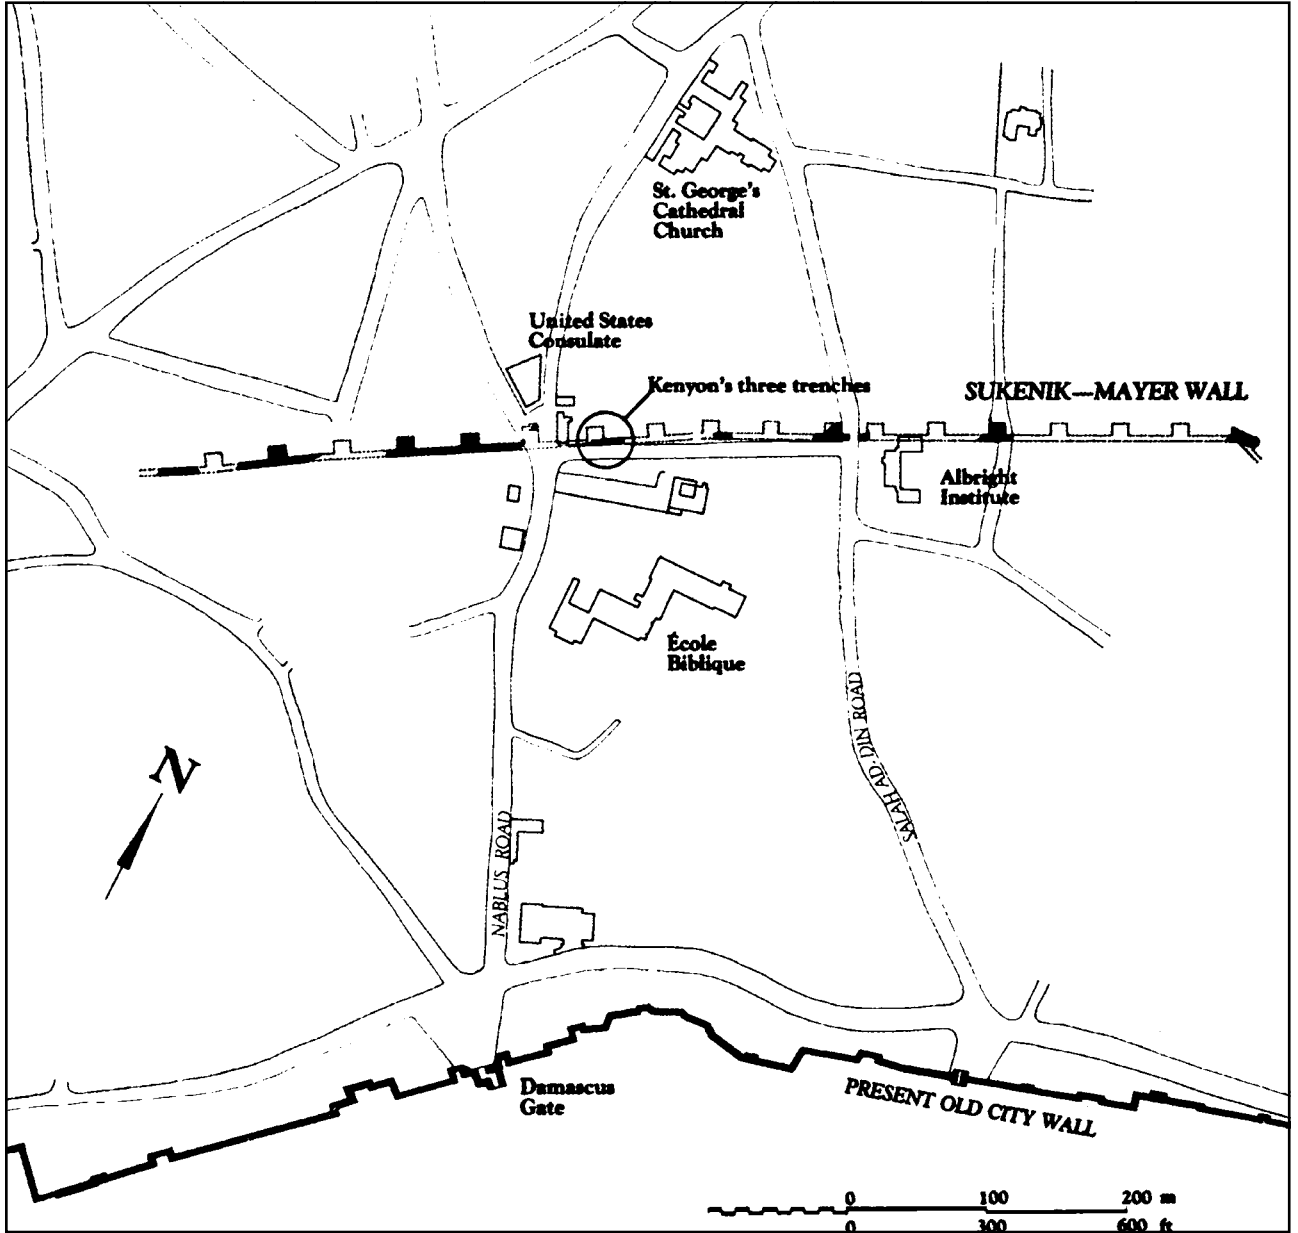 St. George's
Cathedral
Church
United States
Consulate
Kenyon's three trenches
SUKENIK—MAYER WALL
Albright
Institute
École
Biblique
SALAH AD. DIN ROAD
N
NABLUS ROAD
Damascus
Gate
PRESENT OLD CITY WALL
0 100 200 m
0 300 600 ft